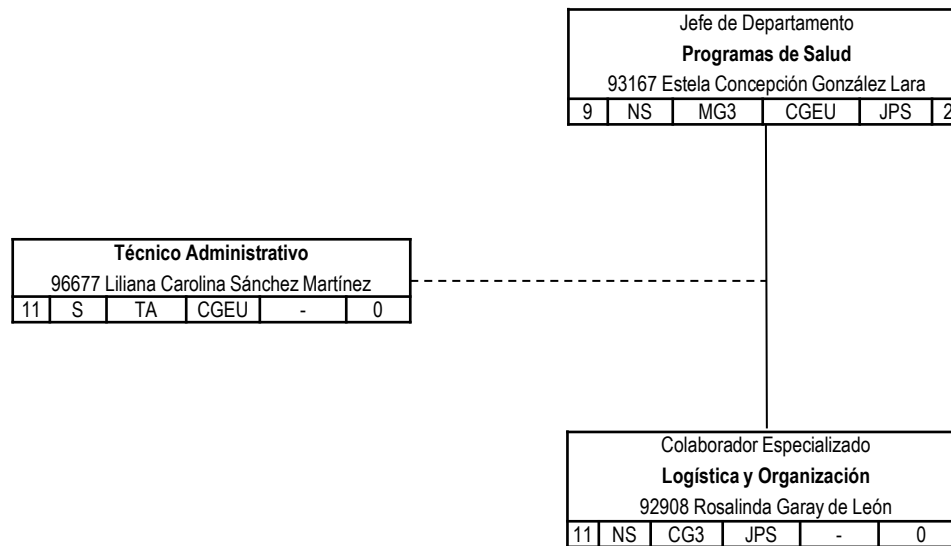 Jefe de Departamento
Programas de Salud
93167 Estela Concepción González Lara
9 NS MG3 CGEU JPS 2
Técnico Administrativo
96677 Liliana Carolina Sánchez Martínez
11 S TA CGEU - 0
Colaborador Especializado
Logística y Organización
92908 Rosalinda Garay de León
11 NS CG3 JPS - 0